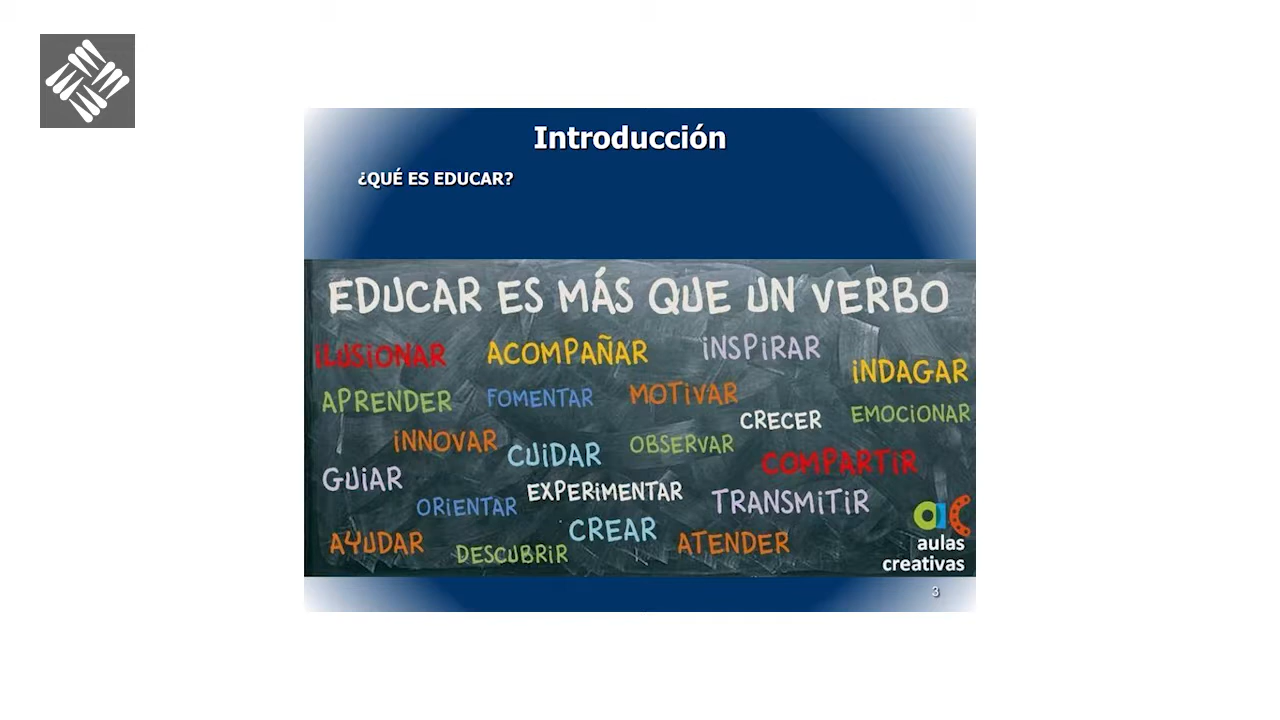 Introducción
¿QUÉ ES EDUCAR?
EDUCAR ES MÁS QUE UN VERBO
iLUSiONAR ACOMPAÑAR iNSPiRAR iNDAGAR
APRENDER FOMENTAR MOTiVAR CRECER EMOCiONAR
iNNOVAR CUiDAR OBSERVAR COMPARTiR
GUiAR ORiENTAR EXPERiMENTAR TRANSMiTiR
AYUDAR DESCUBRiR CREAR ATENDER
aulas
creativas
3